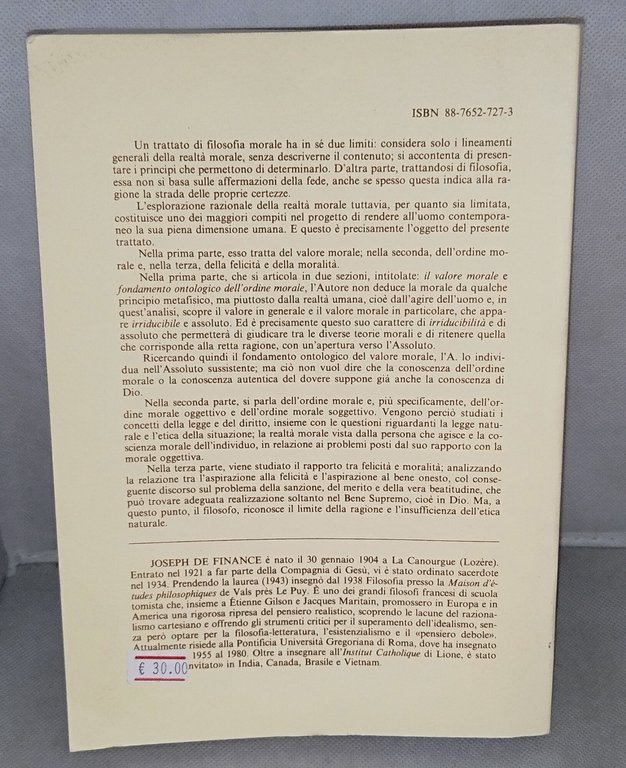 ISBN 88-7652-727-3
Un trattato di filosofia morale ha in sé due limiti: considera solo i lineamenti
generali della realtà morale, senza descriverne il contenuto; si accontenta di presen-
tare i principi che permettono di determinarlo. D'altra parte, trattandosi di filosofia,
essa non si basa sulle affermazioni della fede, anche se spesso questa indica alla ra-
gione la strada delle proprie certezze.
L'esplorazione razionale della realtà morale tuttavia, per quanto sia limitata,
costituisce uno dei maggiori compiti nel progetto di rendere all'uomo contempora-
neo la sua piena dimensione umana. E questo è precisamente l'oggetto del presente
trattato.
Nella prima parte, esso tratta del valore morale; nella seconda, dell'ordine mo-
rale e, nella terza, della felicità e della moralità.
Nella prima parte, che si articola in due sezioni, intitolate: il valore morale e
fondamento ontologico dell'ordine morale, l'Autore non deduce la morale da qualche
principio metafisico, ma piuttosto dalla realtà umana, cioè dall'agire dell'uomo e, in
quest'analisi, scopre il valore in generale e il valore morale in particolare, che appa-
re irriducibile e assoluto. Ed è precisamente questo suo carattere di irriducibilità e di
assoluto che permetterà di giudicare tra le diverse teorie morali e di ritenere quella
che corrisponde alla retta ragione, con un'apertura verso l'Assoluto.
Ricercando quindi il fondamento ontologico del valore morale, l'A. lo indivi-
dua nell'Assoluto sussistente; ma ciò non vuol dire che la conoscenza dell'ordine
morale o la conoscenza autentica del dovere suppone già anche la conoscenza di
Dio.
Nella seconda parte, si parla dell'ordine morale e, più specificamente, dell'or-
dine morale oggettivo e dell'ordine morale soggettivo. Vengono perciò studiati i
concetti della legge e del diritto, insieme con le questioni riguardanti la legge natu-
rale e l'etica della situazione; la realtà morale vista dalla persona che agisce e la co-
scienza morale dell'individuo, in relazione ai problemi posti dal suo rapporto con la
morale oggettiva.
Nella terza parte, viene studiato il rapporto tra felicità e moralità; analizzando
la relazione tra l'aspirazione alla felicità e l'aspirazione al bene onesto, col conse-
guente discorso sul problema della sanzione, del merito e della vera beatitudine, che
può trovare adeguata realizzazione soltanto nel Bene Supremo, cioè in Dio. Ma, a
questo punto, il filosofo, riconosce il limite della ragione e l'insufficienza dell'etica
naturale.
JOSEPH DE FINANCE è nato il 30 gennaio 1904 a La Canourgue (Lozère).
Entrato nel 1921 a far parte della Compagnia di Gesù, vi è stato ordinato sacerdote
nel 1934. Prendendo la laurea (1943) insegnò dal 1938 Filosofia presso la Maison d'é-
tudes philosophiques de Vals près Le Puy. È uno dei grandi filosofi francesi di scuola
tomista che, insieme a Étienne Gilson e Jacques Maritain, promossero in Europa e in
America una rigorosa ripresa del pensiero realistico, scoprendo le lacune del raziona-
lismo cartesiano e offrendo gli strumenti critici per il superamento dell'idealismo, sen-
za però optare per la filosofia-letteratura, l'esistenzialismo e il «pensiero debole».
Attualmente risiede alla Pontificia Università Gregoriana di Roma, dove ha insegnato
1955 al 1980. Oltre a insegnare all'Institut Catholique di Lione, è stato
nvitato» in India, Canada, Brasile e Vietnam.
€ 30.00